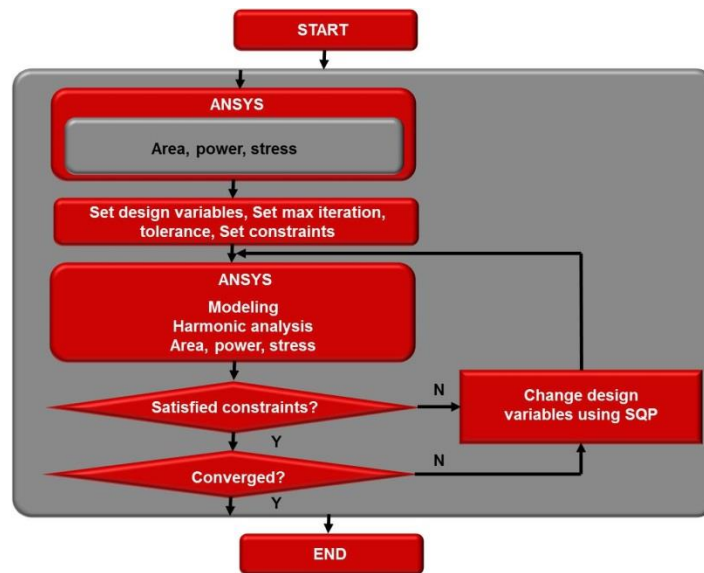 START
ANSYS
Area, power, stress
Set design variables, Set max iteration,
tolerance, Set constraints
ANSYS
Modeling
Harmonic analysis
Area, power, stress
Satisfied constraints?
N
Change design
variables using SQP
Y
Converged?
N
Y
END